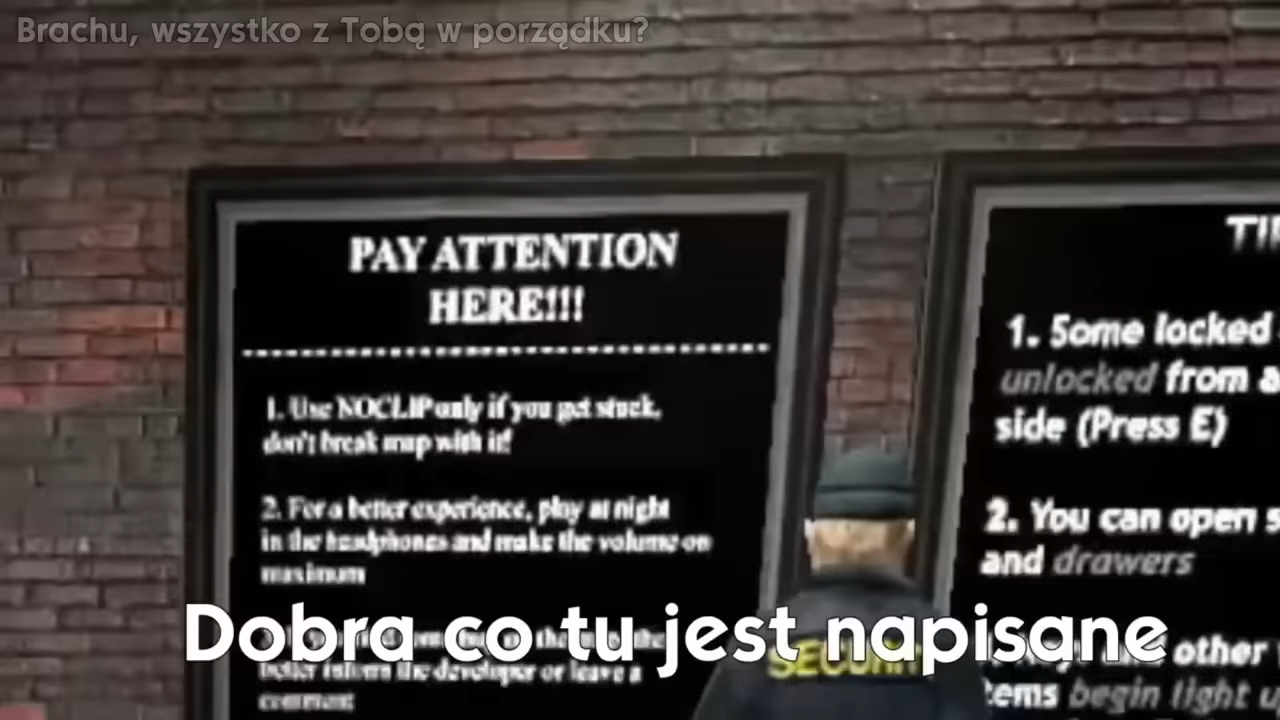 Brachu, wszystko z Tobą w porządku?
PAY ATTENTION
HERE!!!
1. Use NOCLIP only if you get stuck,
don't break map with it!
2. For a better experience, play at night
in the headphones and make the volume on
maximum
better inform the developer or leave a
comment
TI
1. Some locked
unlocked from a
side (Press E)
2. You can open s
and drawers
other
items begin light u
SECURITY
Dobra co tu jest napisane